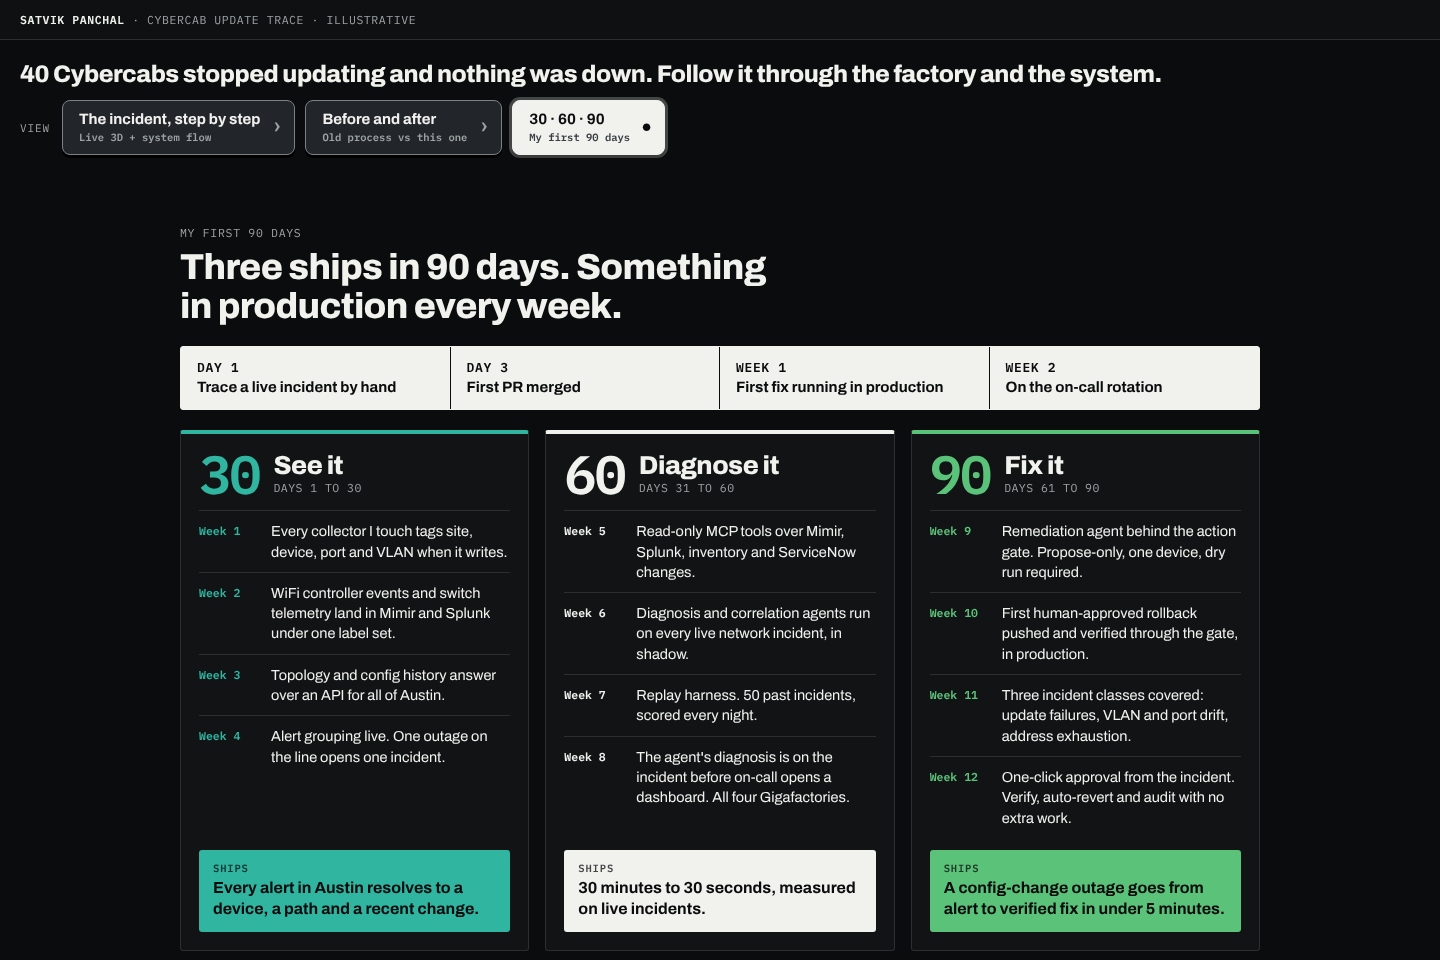 SATVIK PANCHAL · CYBERCAB UPDATE TRACE · ILLUSTRATIVE
40 Cybercabs stopped updating and nothing was down. Follow it through the factory and the system.
VIEW
The incident, step by step
Live 3D + system flow
Before and after
Old process vs this one
30 · 60 · 90
My first 90 days
MY FIRST 90 DAYS
Three ships in 90 days. Something
in production every week.
DAY 1
Trace a live incident by hand
DAY 3
First PR merged
WEEK 1
First fix running in production
WEEK 2
On the on-call rotation
30
See it
DAYS 1 TO 30
Week 1
Every collector I touch tags site,
device, port and VLAN when it writes.
Week 2
WiFi controller events and switch
telemetry land in Mimir and Splunk
under one label set.
Week 3
Topology and config history answer
over an API for all of Austin.
Week 4
Alert grouping live. One outage on
the line opens one incident.
SHIPS
Every alert in Austin resolves to a
device, a path and a recent change.
60
Diagnose it
DAYS 31 TO 60
Week 5
Read-only MCP tools over Mimir,
Splunk, inventory and ServiceNow
changes.
Week 6
Diagnosis and correlation agents run
on every live network incident, in
shadow.
Week 7
Replay harness. 50 past incidents,
scored every night.
Week 8
The agent's diagnosis is on the
incident before on-call opens a
dashboard. All four Gigafactories.
SHIPS
30 minutes to 30 seconds, measured
on live incidents.
90
Fix it
DAYS 61 TO 90
Week 9
Remediation agent behind the action
gate. Propose-only, one device, dry
run required.
Week 10
First human-approved rollback
pushed and verified through the gate,
in production.
Week 11
Three incident classes covered:
update failures, VLAN and port drift,
address exhaustion.
Week 12
One-click approval from the incident.
Verify, auto-revert and audit with no
extra work.
SHIPS
A config-change outage goes from
alert to verified fix in under 5 minutes.